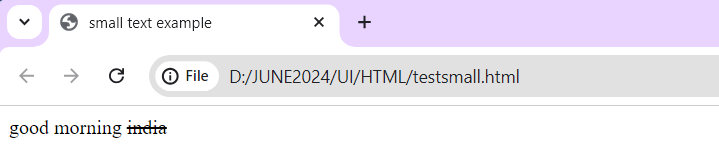 small text example
File D:/JUNE2024/UI/HTML/testsmall.html
good morning india